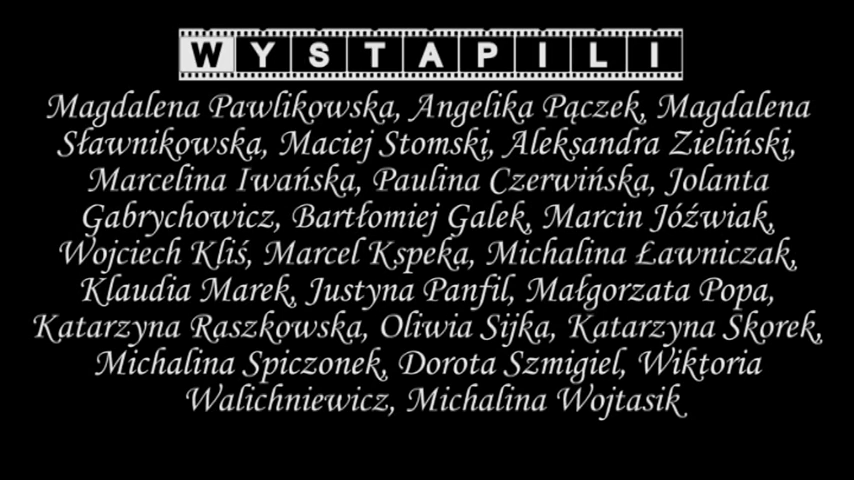 WYSTAPILI
Magdalena Pawlikowska, Angelika Pączek, Magdalena
Sławnikowska, Maciej Stomski, Aleksandra Zieliński,
Marcelina Iwańska, Paulina Czerwińska, Jolanta
Gabrychowicz, Bartłomiej Galek, Marcin Jóźwiak,
Wojciech Kliś, Marcel Kspeka, Michalina Ławniczak,
Klaudia Marek, Justyna Panfil, Małgorzata Popa,
Katarzyna Raszkowska, Oliwia Sijka, Katarzyna Skorek,
Michalina Spiczonek, Dorota Szmigiel, Wiktoria
Walichniewicz, Michalina Wojtasik